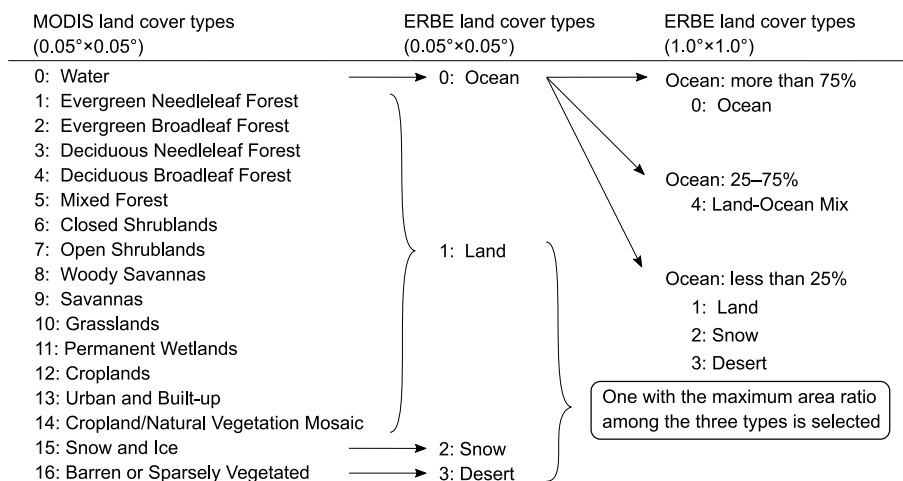 MODIS land cover types
(0.05°×0.05°)
0: Water
1: Evergreen Needleleaf Forest
2: Evergreen Broadleaf Forest
3: Deciduous Needleleaf Forest
4: Deciduous Broadleaf Forest
5: Mixed Forest
6: Closed Shrublands
7: Open Shrublands
8: Woody Savannas
9: Savannas
10: Grasslands
11: Permanent Wetlands
12: Croplands
13: Urban and Built-up
14: Cropland/Natural Vegetation Mosaic
15: Snow and Ice
16: Barren or Sparsely Vegetated
ERBE land cover types
(0.05°×0.05°)
0: Ocean
1: Land
2: Snow
3: Desert
ERBE land cover types
(1.0°×1.0°)
Ocean: more than 75%
0: Ocean
Ocean: 25–75%
4: Land-Ocean Mix
Ocean: less than 25%
1: Land
2: Snow
3: Desert
One with the maximum area ratio
among the three types is selected